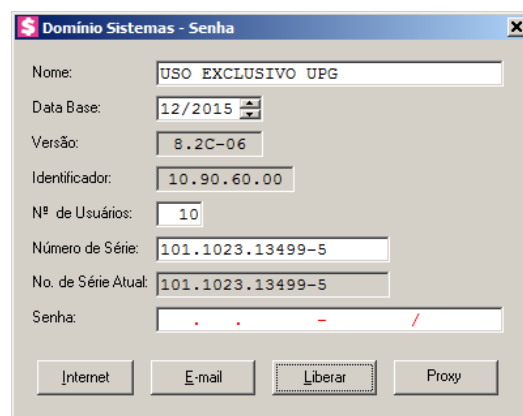 Domínio Sistemas - Senha
Nome: USO EXCLUSIVO UPG
Data Base: 12/2015
Versão: 8.2C-06
Identificador: 10.90.60.00
Nº de Usuários: 10
Número de Série: 101.1023.13499-5
No. de Série Atual: 101.1023.13499-5
Senha: . . - /
Internet E-mail Liberar Proxy